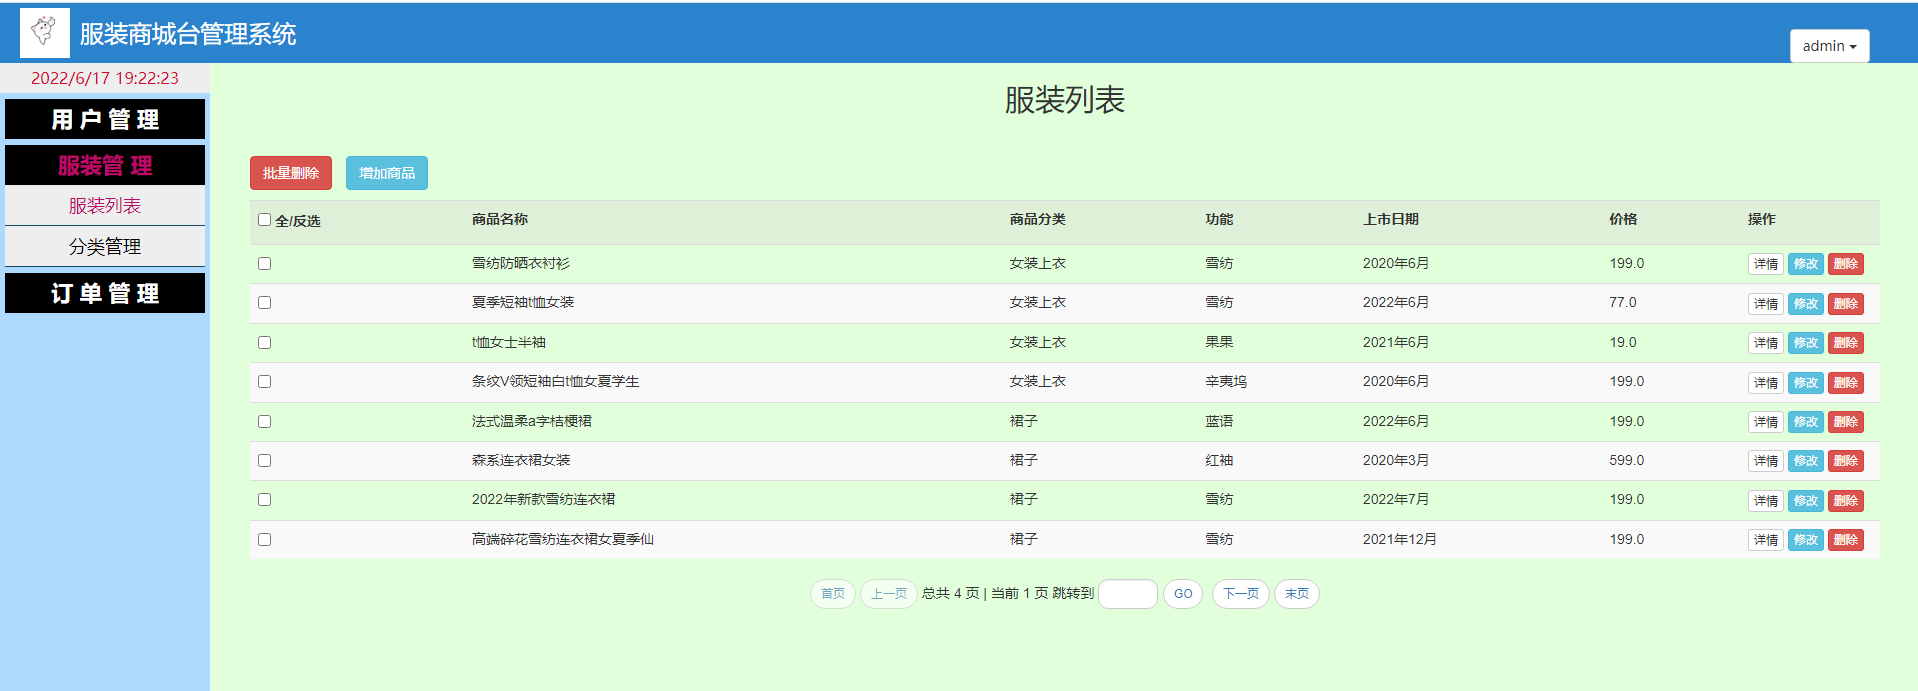 服装商城台管理系统
admin
2022/6/17 19:22:23
用 户 管 理
服装管 理
服装列表
分类管理
订 单 管 理
服装列表
批量删除 增加商品
全/反选 商品名称 商品分类 功能 上市日期 价格 操作
雪纺防晒衣衬衫 女装上衣 雪纺 2020年6月 199.0 详情 修改 删除
夏季短袖t恤女装 女装上衣 雪纺 2022年6月 77.0 详情 修改 删除
t恤女士半袖 女装上衣 果果 2021年6月 19.0 详情 修改 删除
条纹V领短袖白t恤女夏学生 女装上衣 辛夷坞 2020年6月 199.0 详情 修改 删除
法式温柔a字桔梗裙 裙子 蓝语 2022年6月 199.0 详情 修改 删除
森系连衣裙女装 裙子 红袖 2020年3月 599.0 详情 修改 删除
2022年新款雪纺连衣裙 裙子 雪纺 2022年7月 199.0 详情 修改 删除
高端碎花雪纺连衣裙女夏季仙 裙子 雪纺 2021年12月 199.0 详情 修改 删除
首页 上一页 总共 4 页 | 当前 1 页 跳转到 GO 下一页 末页